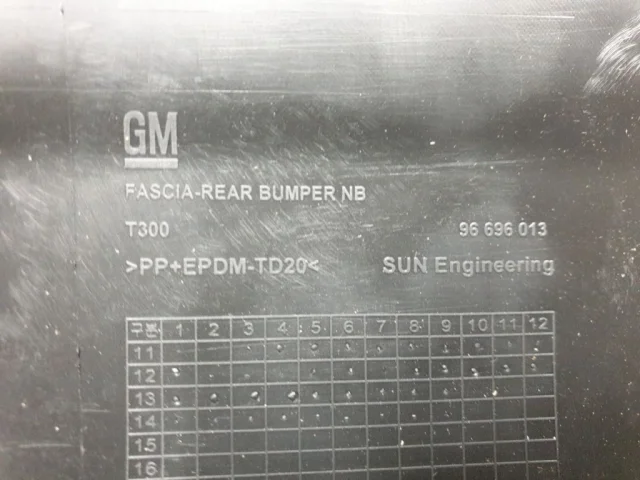 GM
FASCIA-REAR BUMPER NB
T300 96 696 013
>PP+EPDM-TD20< SUN Engineering
구분 1 2 3 4 5 6 7 8 9 10 11 12
11
12
13
14
15
16